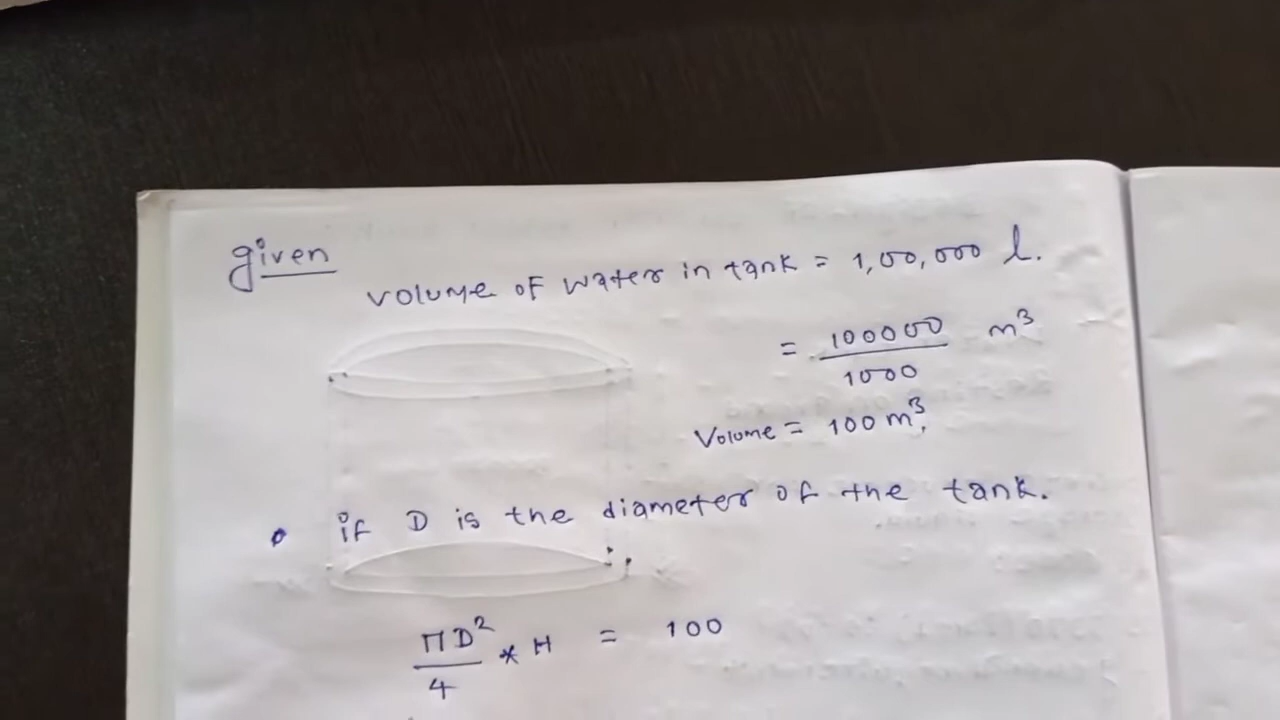 given
volume of water in tank = 1,00,000 l.
= 100000/1000 m³
Volume = 100 m³.
• if D is the diameter of the tank.
ΠD²/4 * H = 100